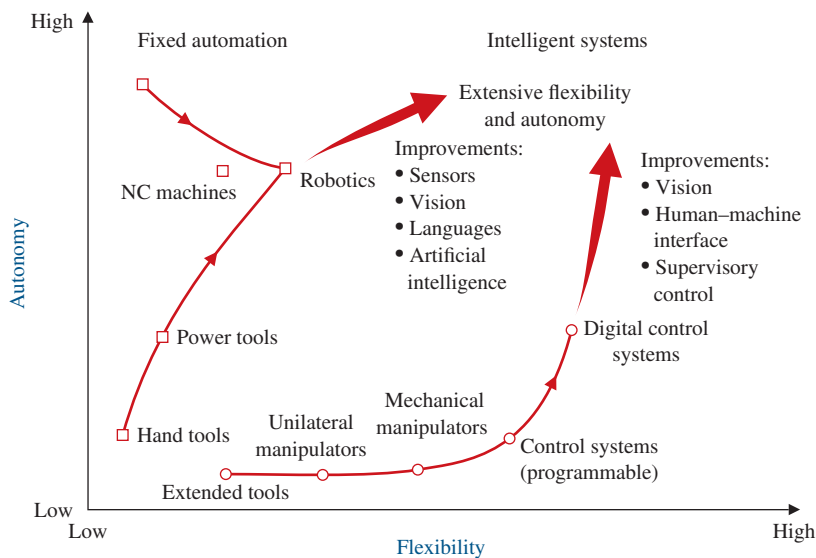 High
Fixed automation
Intelligent systems
Extensive flexibility
and autonomy
Improvements:
• Sensors
• Vision
• Languages
• Artificial
intelligence
Improvements:
• Vision
• Human–machine
interface
• Supervisory
control
NC machines
Robotics
Autonomy
Power tools
Digital control
systems
Hand tools
Unilateral
manipulators
Mechanical
manipulators
Control systems
(programmable)
Extended tools
Low
Low
Flexibility
High